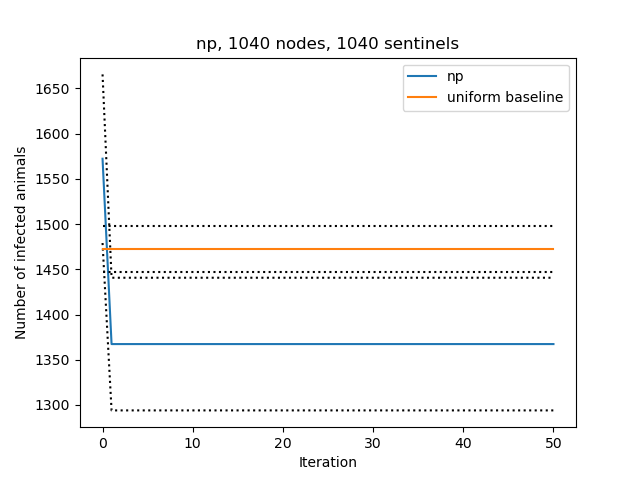 np, 1040 nodes, 1040 sentinels
np
uniform baseline
Number of infected animals
1650
1600
1550
1500
1450
1400
1350
1300
0 10 20 30 40 50
Iteration